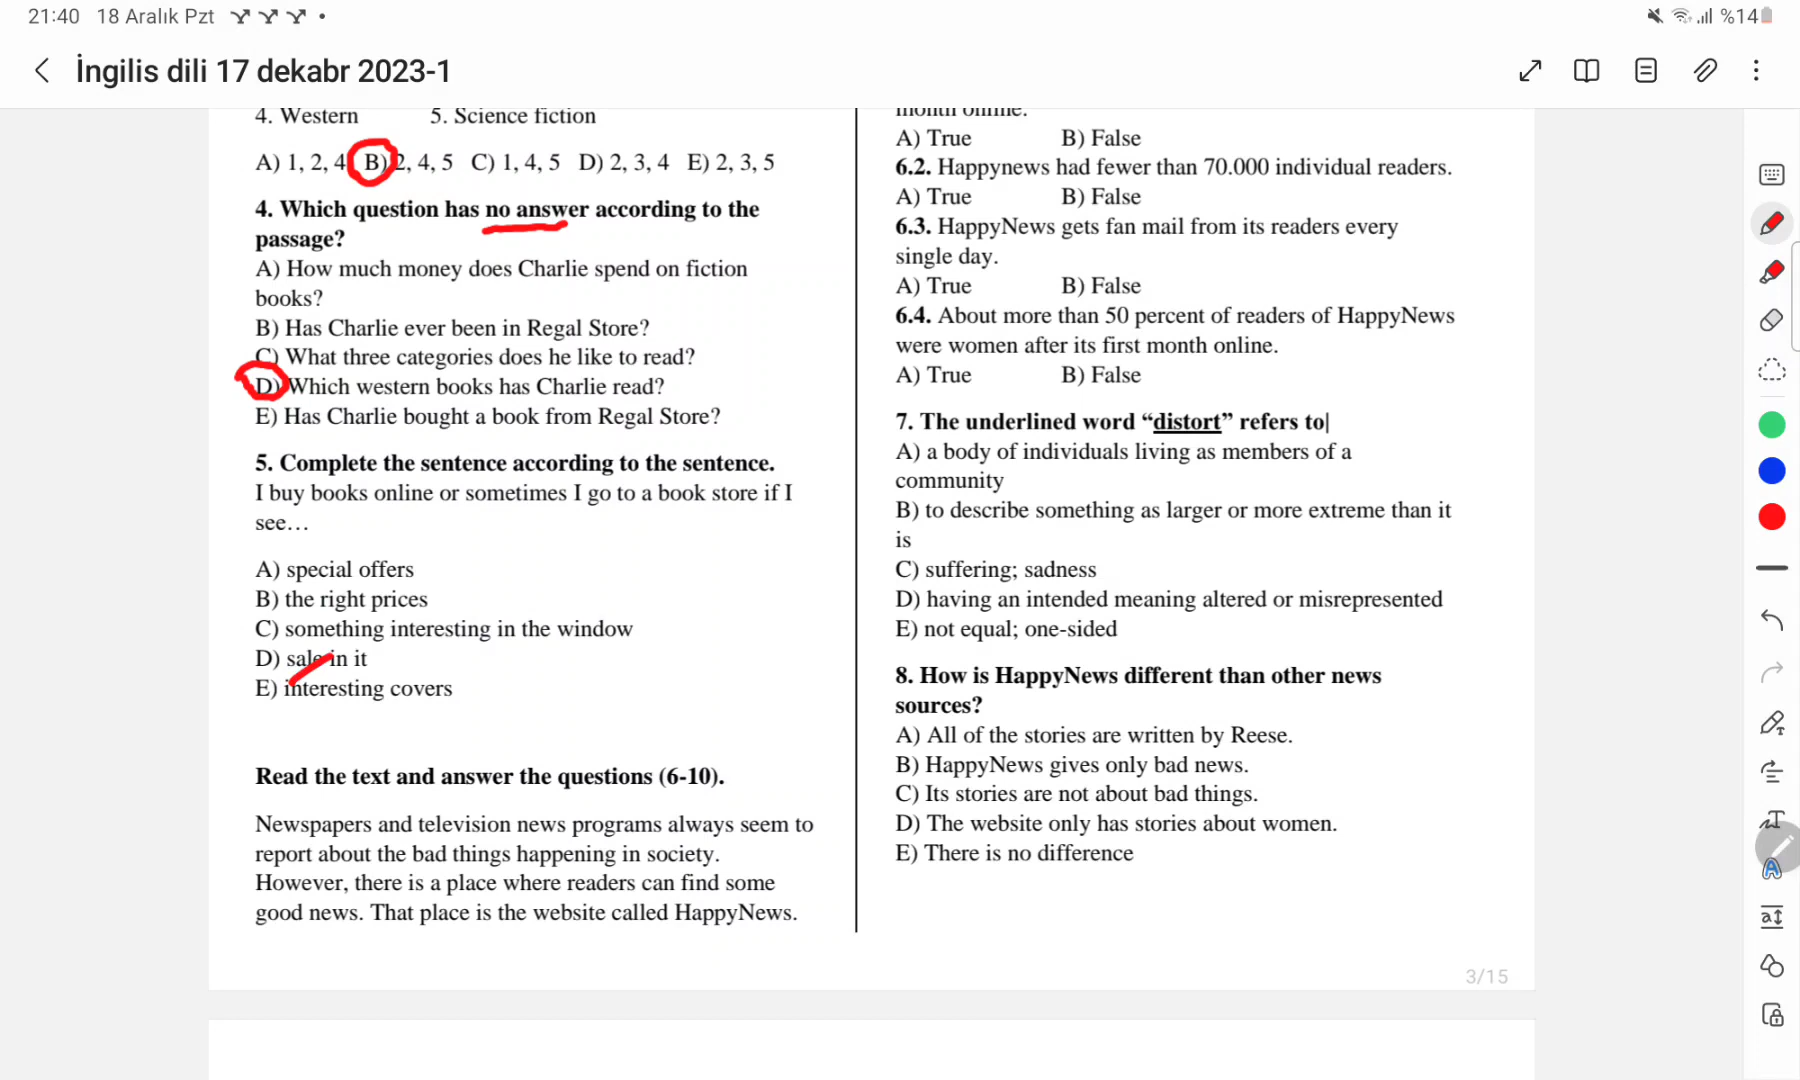 21:40 18 Aralık Pzt
%14
İngilis dili 17 dekabr 2023-1
4. Western 5. Science fiction
A) 1, 2, 4 B) 2, 4, 5 C) 1, 4, 5 D) 2, 3, 4 E) 2, 3, 5
4. Which question has no answer according to the
passage?
A) How much money does Charlie spend on fiction
books?
B) Has Charlie ever been in Regal Store?
C) What three categories does he like to read?
D) Which western books has Charlie read?
E) Has Charlie bought a book from Regal Store?
5. Complete the sentence according to the sentence.
I buy books online or sometimes I go to a book store if I
see…
A) special offers
B) the right prices
C) something interesting in the window
D) sale in it
E) interesting covers
Read the text and answer the questions (6-10).
Newspapers and television news programs always seem to
report about the bad things happening in society.
However, there is a place where readers can find some
good news. That place is the website called HappyNews.
month online.
A) True B) False
6.2. Happynews had fewer than 70.000 individual readers.
A) True B) False
6.3. HappyNews gets fan mail from its readers every
single day.
A) True B) False
6.4. About more than 50 percent of readers of HappyNews
were women after its first month online.
A) True B) False
7. The underlined word “distort” refers to|
A) a body of individuals living as members of a
community
B) to describe something as larger or more extreme than it
is
C) suffering; sadness
D) having an intended meaning altered or misrepresented
E) not equal; one-sided
8. How is HappyNews different than other news
sources?
A) All of the stories are written by Reese.
B) HappyNews gives only bad news.
C) Its stories are not about bad things.
D) The website only has stories about women.
E) There is no difference
3/15